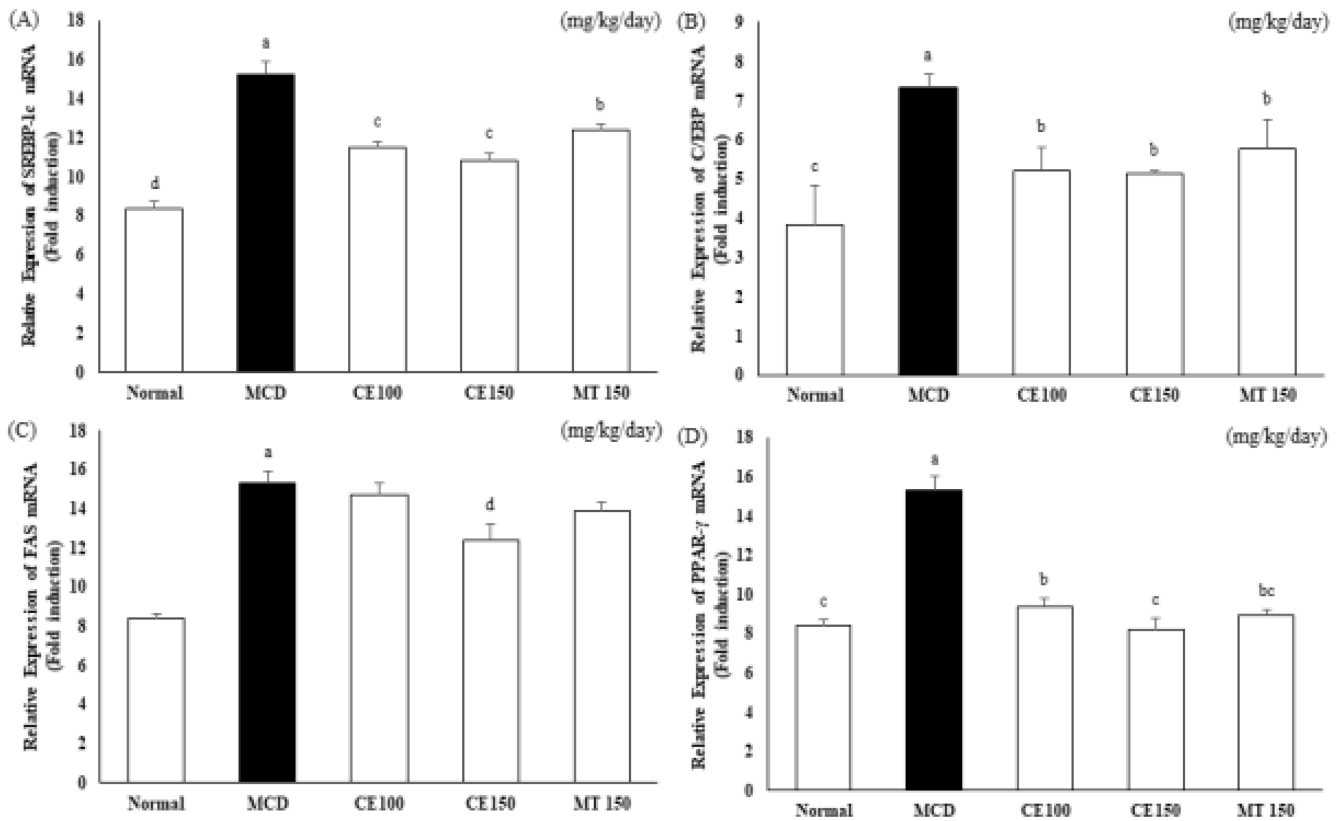 (A)
(mg/kg/day)
Relative Expression of SREBP-1c mRNA
(Fold induction)
18
16
14
12
10
8
6
4
2
0
d
a
c
c
b
Normal MCD CE100 CE150 MT 150
(B)
(mg/kg/day)
Relative Expression of C/EBP mRNA
(Fold induction)
9
8
7
6
5
4
3
2
1
0
c
a
b
b
b
Normal MCD CE100 CE150 MT 150
(C)
(mg/kg/day)
Relative Expression of FAS mRNA
(Fold induction)
18
16
14
12
10
8
6
4
2
0
a
d
Normal MCD CE100 CE150 MT 150
(D)
(mg/kg/day)
Relative Expression of PPAR-γ mRNA
(Fold induction)
18
16
14
12
10
8
6
4
2
0
c
a
b
c
bc
Normal MCD CE100 CE150 MT 150